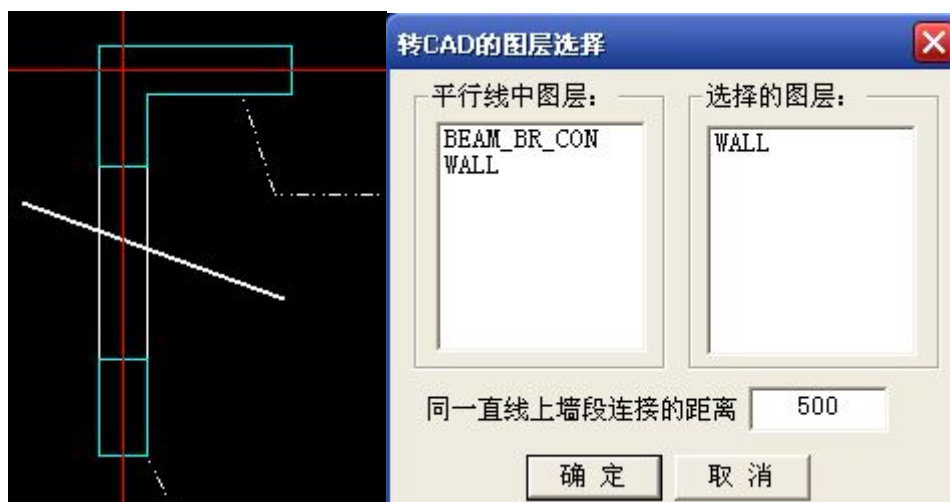 转CAD的图层选择
平行线中图层：
选择的图层：
BEAM_BR_CON
WALL
WALL
同一直线上墙段连接的距离
500
确 定
取 消